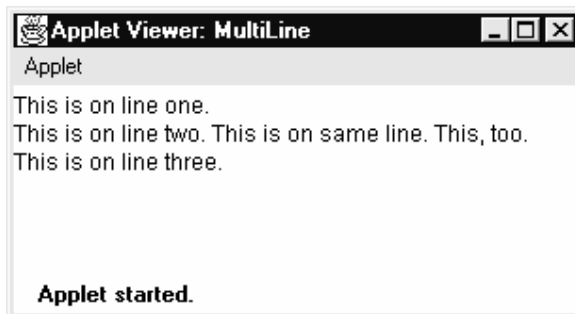 Applet Viewer: MultiLine
Applet
This is on line one.
This is on line two. This is on same line. This, too.
This is on line three.
Applet started.